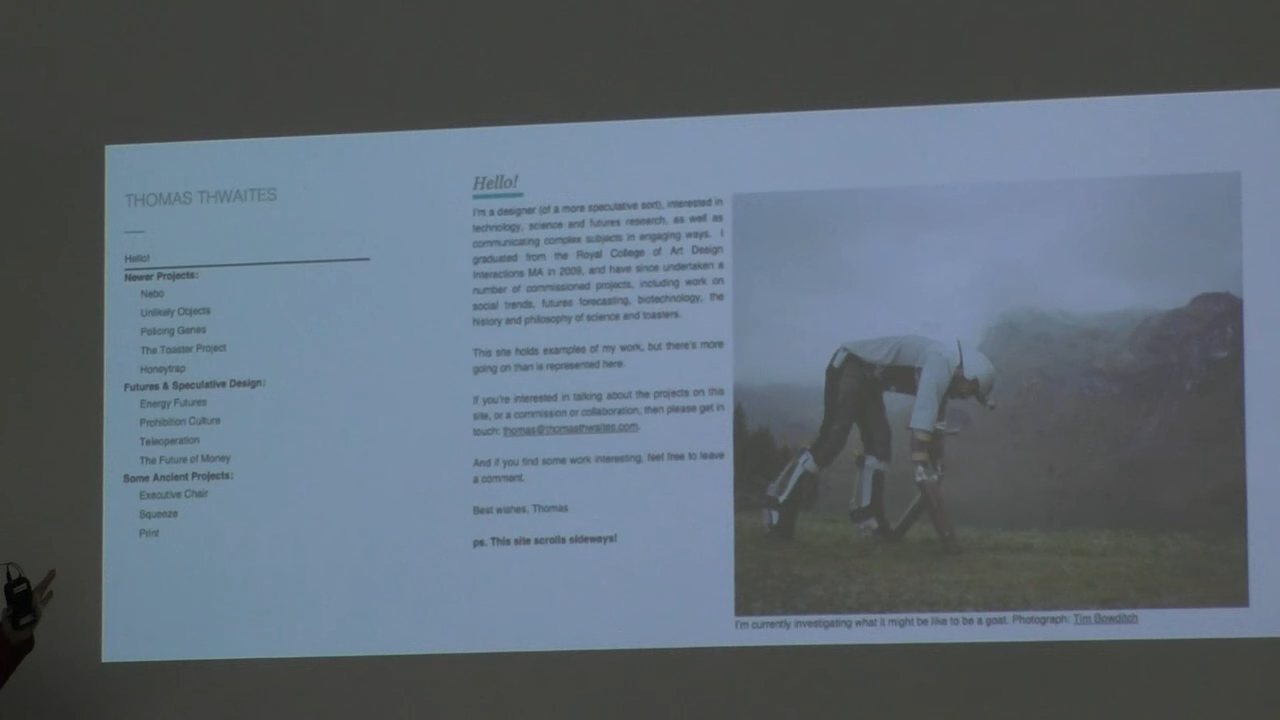 THOMAS THWAITES
Hello!
Newer Projects:
Nebo
Unlikely Objects
Policing Genes
The Toaster Project
Honeytrap
Futures & Speculative Design:
Energy Futures
Prohibition Culture
Teleoperation
The Future of Money
Some Ancient Projects:
Executive Chair
Squeeze
Print
Hello!
I'm a designer (of a more speculative sort), interested in
technology, science and futures research, as well as
communicating complex subjects in engaging ways. I
graduated from the Royal College of Art Design
Interactions MA in 2009, and have since undertaken a
number of commissioned projects, including work on
social trends, futures forecasting, biotechnology, the
history and philosophy of science and toasters.
This site holds examples of my work, but there's more
going on than is represented here.
If you're interested in talking about the projects on this
site, or a commission or collaboration, then please get in
touch: thomas@thomasthwaites.com.
And if you find some work interesting, feel free to leave
a comment.
Best wishes, Thomas
ps. This site scrolls sideways!
I'm currently investigating what it might be like to be a goat. Photograph: Tim Bowditch